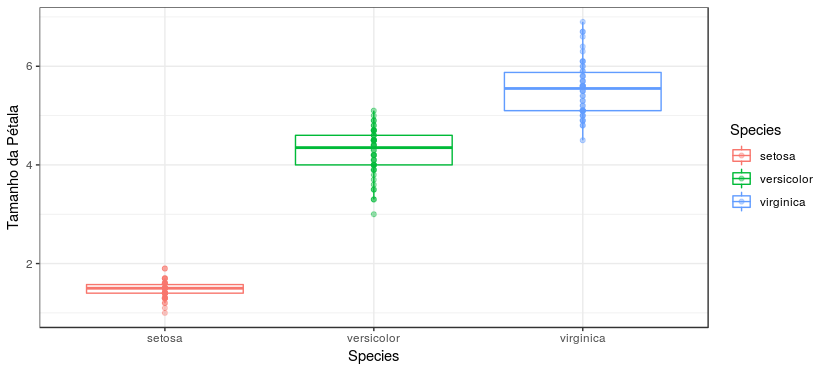 Tamanho da Pétala
6
4
2
setosa
versicolor
virginica
Species
Species
setosa
versicolor
virginica